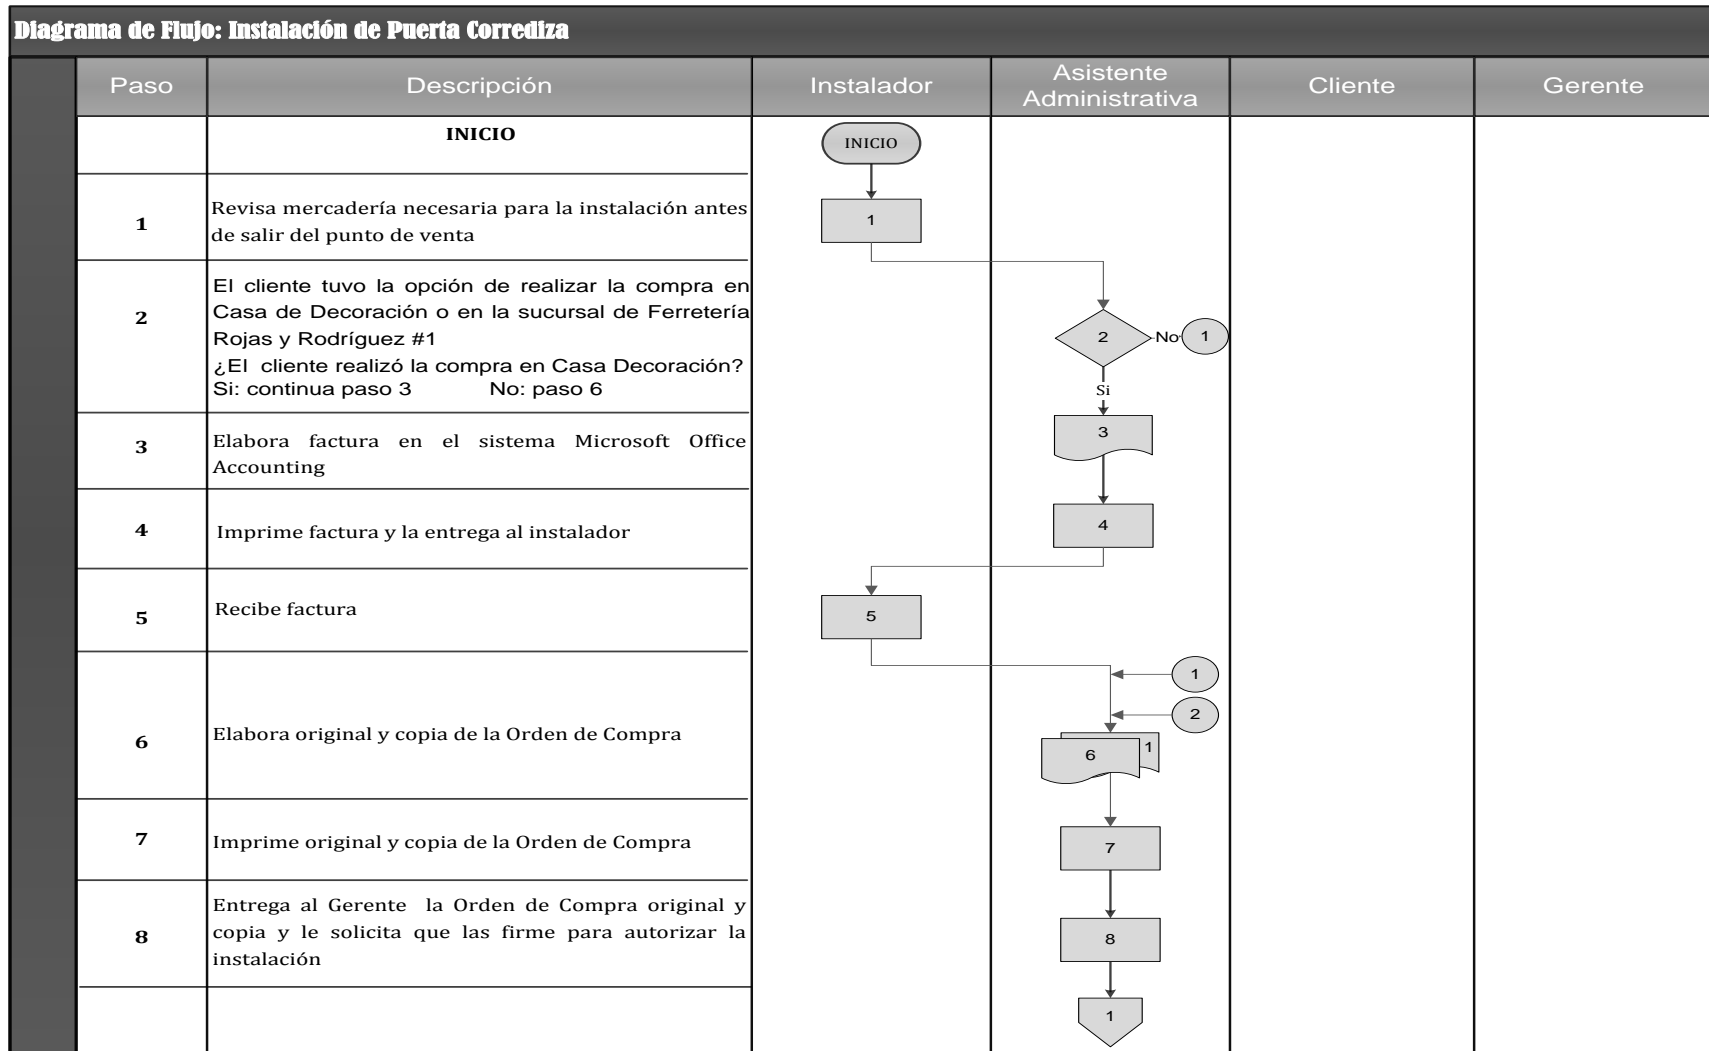 Diagrama de Flujo: Instalación de Puerta Corrediza
Paso
Descripción
Instalador
Asistente
Administrativa
Cliente
Gerente
INICIO
INICIO
1
Revisa mercadería necesaria para la instalación antes
de salir del punto de venta
1
2
El cliente tuvo la opción de realizar la compra en
Casa de Decoración o en la sucursal de Ferretería
Rojas y Rodríguez #1
¿El cliente realizó la compra en Casa Decoración?
Si: continua paso 3 No: paso 6
2
No
1
Si
3
Elabora factura en el sistema Microsoft Office
Accounting
3
4
Imprime factura y la entrega al instalador
4
5
Recibe factura
5
1
2
6
Elabora original y copia de la Orden de Compra
6
1
7
Imprime original y copia de la Orden de Compra
7
8
Entrega al Gerente la Orden de Compra original y
copia y le solicita que las firme para autorizar la
instalación
8
1